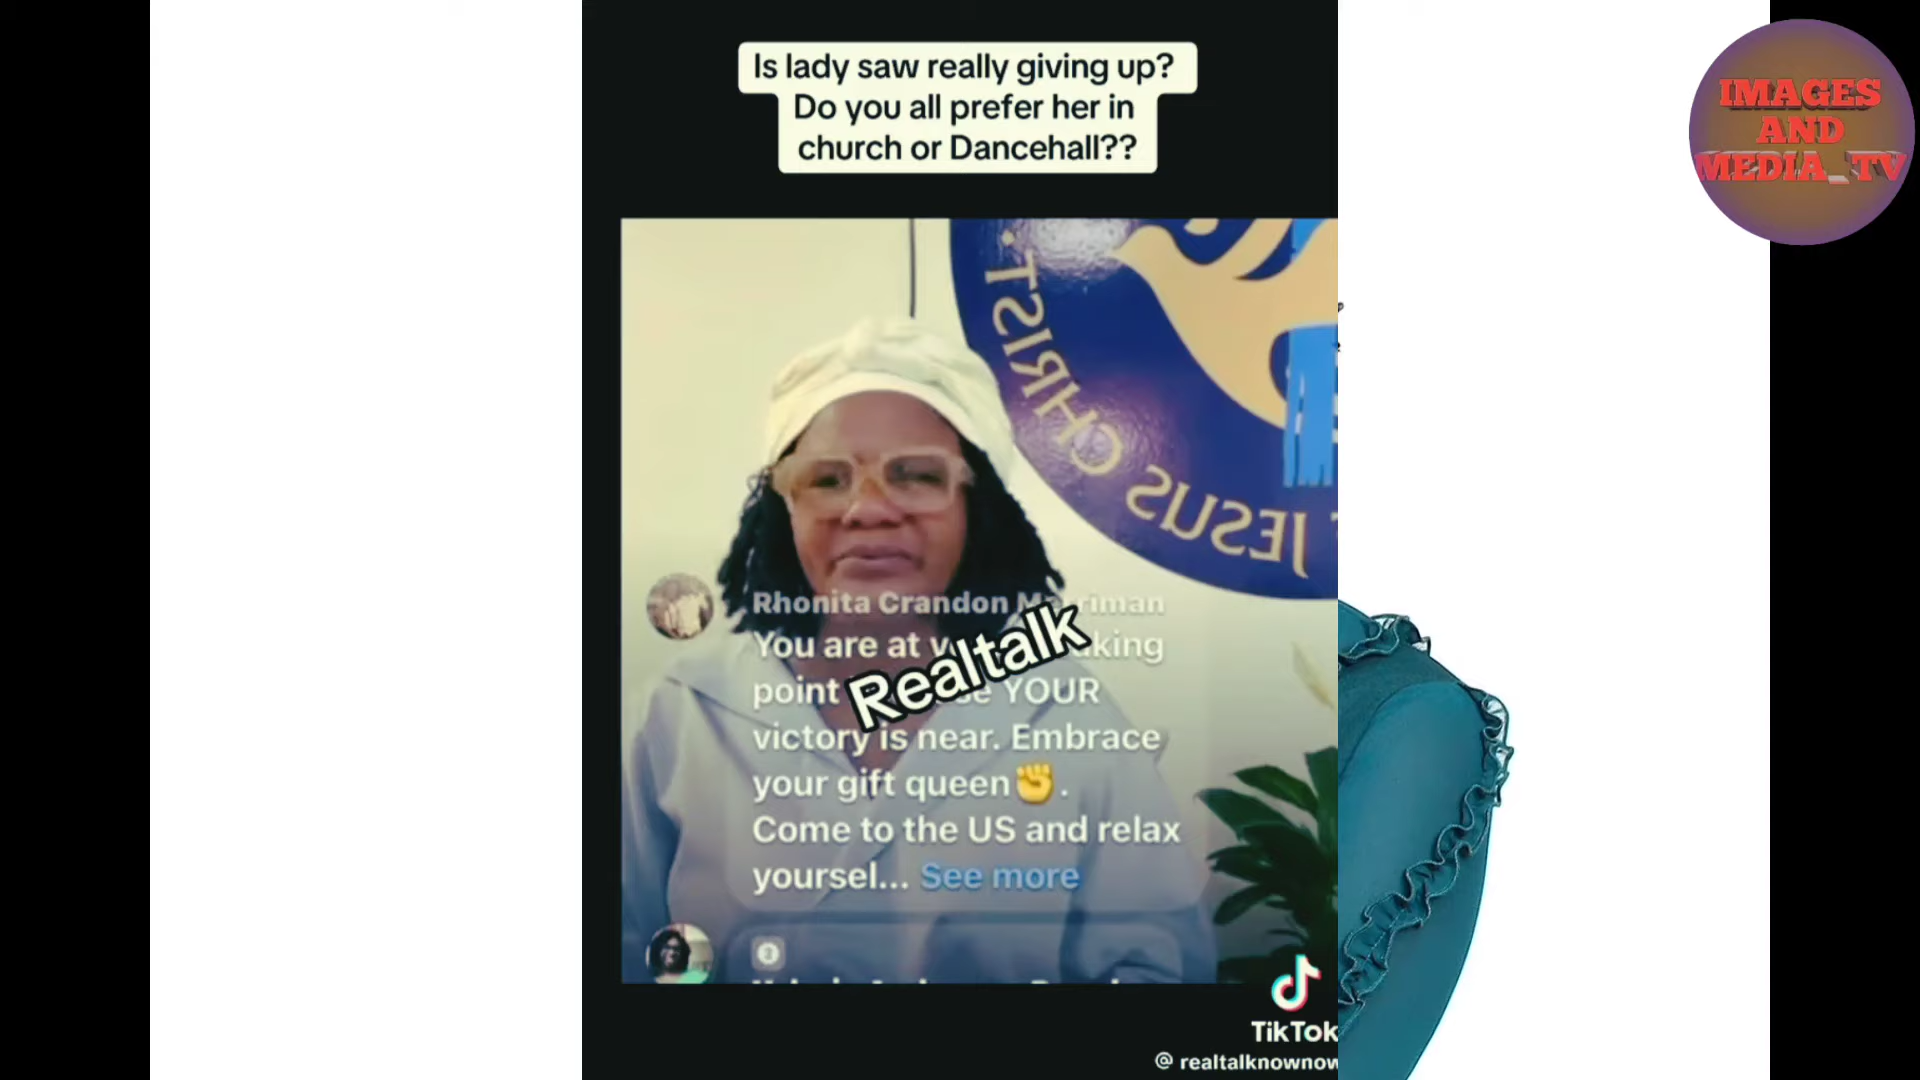 Is lady saw really giving up?
Do you all prefer her in
church or Dancehall??
IMAGES
AND
MEDIA_TV
JESUS CHRIST.
Rhonita Crandon
You are at
point YOUR
victory is near. Embrace
your gift queen✊.
Come to the US and relax
yoursel... See more
Realtalk
TikTok
@ realtalknownow